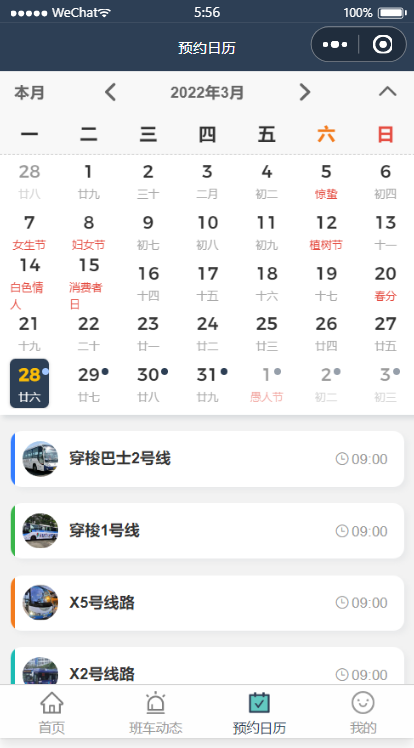 WeChat 5:56 100%
预约日历
本月 2022年3月
一 二 三 四 五 六 日
28 1 2 3 4 5 6
廿八 廿九 三十 二月 初二 惊蛰 初四
7 8 9 10 11 12 13
女生节 妇女节 初七 初八 初九 植树节 十一
14 15 16 17 18 19 20
白色情人 消费者日 十四 十五 十六 十七 春分
21 22 23 24 25 26 27
十九 二十 廿一 廿二 廿三 廿四 廿五
28 29 30 31 1 2 3
廿六 廿七 廿八 廿九 愚人节 初二 初三
穿梭巴士2号线 09:00
穿梭1号线 09:00
X5号线路 09:00
X2号线路 09:00
首页 班车动态 预约日历 我的